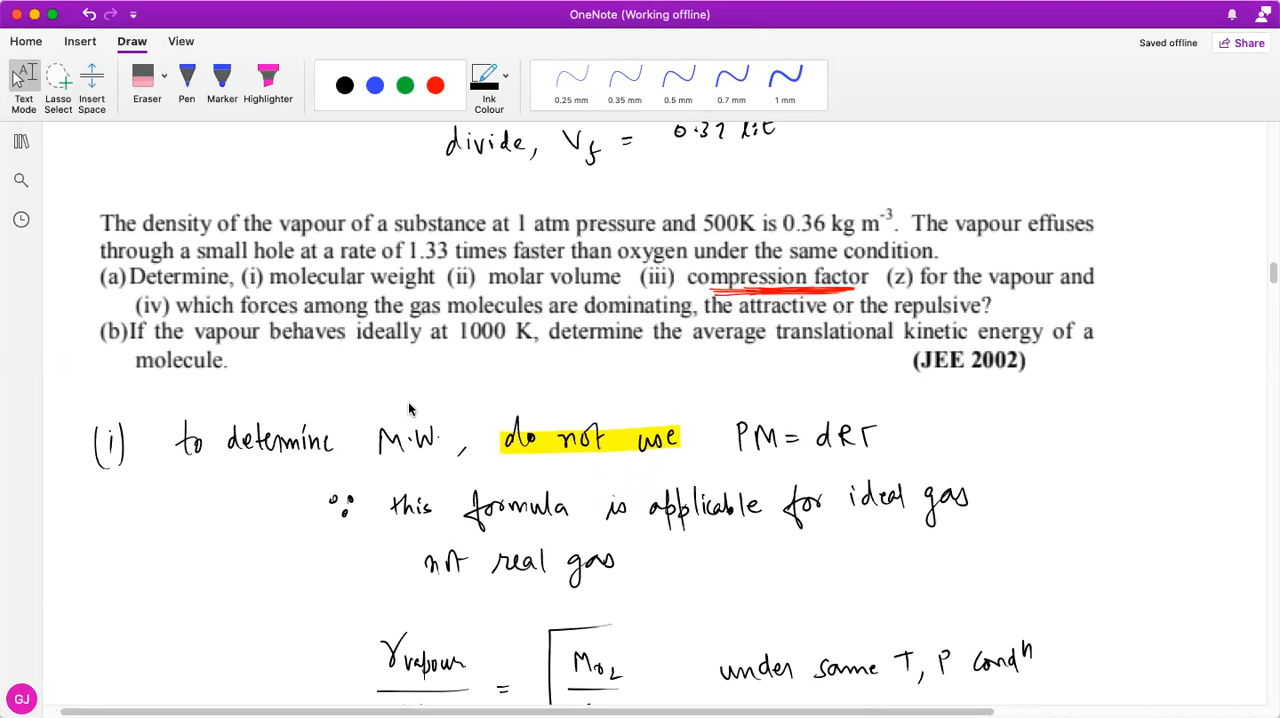 OneNote (Working offline)
Home Insert Draw View
Saved offline
Share
Text Mode
Lasso Select
Insert Space
Eraser
Pen
Marker
Highlighter
Ink Colour
0.25 mm
0.35 mm
0.5 mm
0.7 mm
1 mm
divide, Vf =
The density of the vapour of a substance at 1 atm pressure and 500K is 0.36 kg m-3. The vapour effuses
through a small hole at a rate of 1.33 times faster than oxygen under the same condition.
(a)Determine, (i) molecular weight (ii) molar volume (iii) compression factor (z) for the vapour and
(iv) which forces among the gas molecules are dominating, the attractive or the repulsive?
(b)If the vapour behaves ideally at 1000 K, determine the average translational kinetic energy of a
molecule. (JEE 2002)
(i) to determine M.W., do not use PM = dRT
∵ this formula is applicable for ideal gas
not real gas
γvapour = MO2 under same T, P condn
GJ